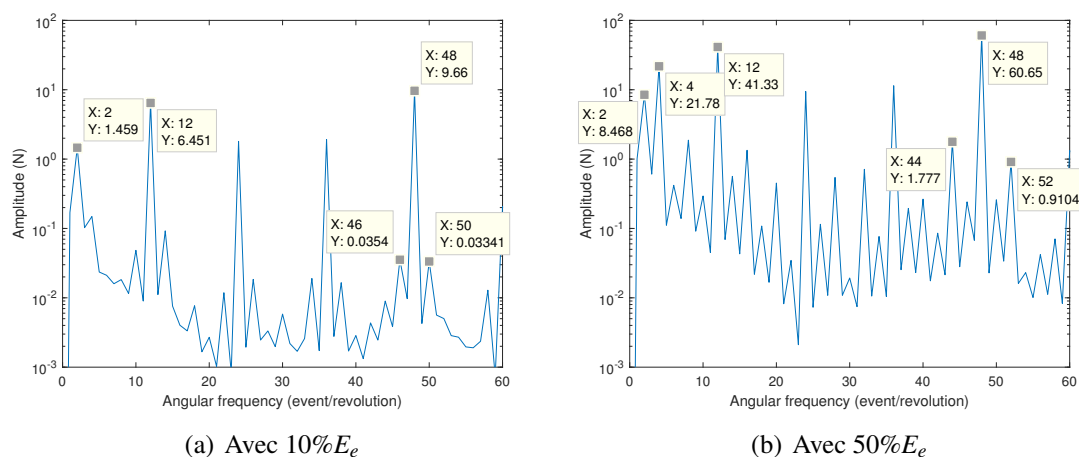 10^2
10^1
10^0
10^-1
10^-2
10^-3
Amplitude (N)
X: 2
Y: 1.459
X: 12
Y: 6.451
X: 48
Y: 9.66
X: 46
Y: 0.0354
X: 50
Y: 0.03341
0 10 20 30 40 50 60
Angular frequency (event/revolution)
(a) Avec 10%E_e
10^2
10^1
10^0
10^-1
10^-2
10^-3
Amplitude (N)
X: 2
Y: 8.468
X: 4
Y: 21.78
X: 12
Y: 41.33
X: 48
Y: 60.65
X: 44
Y: 1.777
X: 52
Y: 0.9104
0 10 20 30 40 50 60
Angular frequency (event/revolution)
(b) Avec 50%E_e